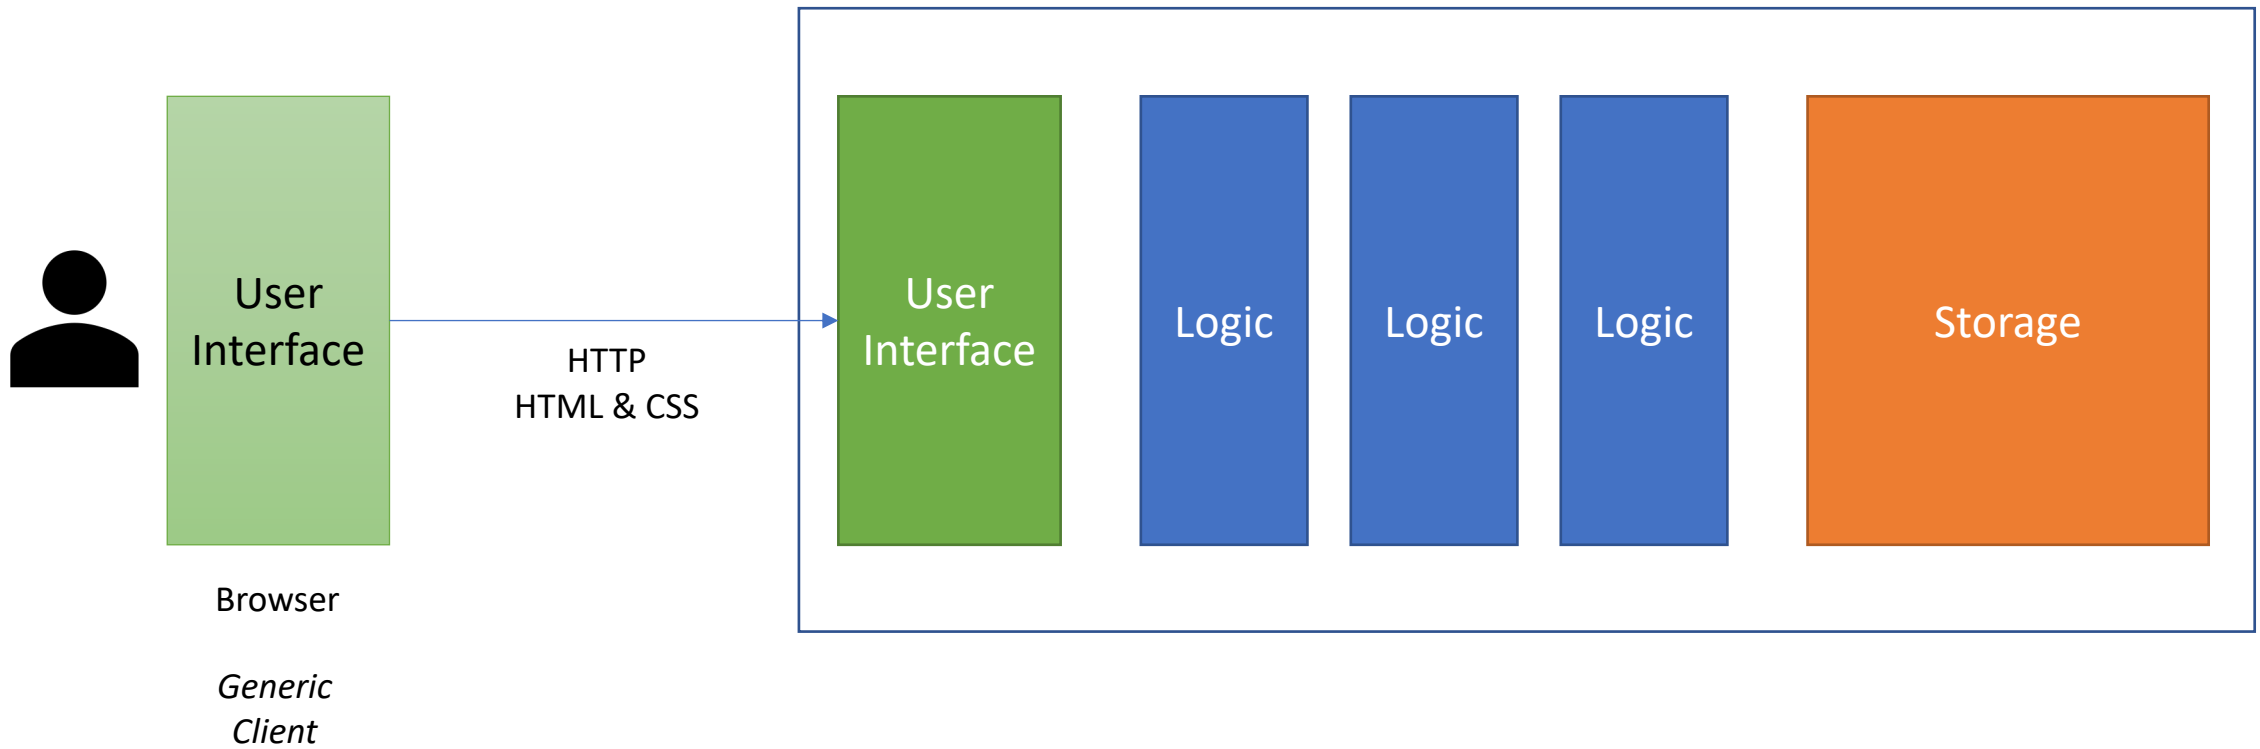 User
Interface
Browser
Generic
Client
HTTP
HTML & CSS
User
Interface
Logic
Logic
Logic
Storage